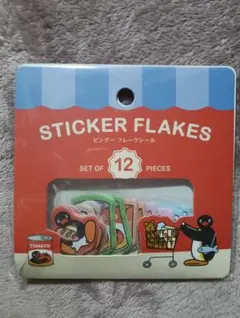 STICKER FLAKES
ピングー フレークシール
SET OF 12 PIECES
TOMATO